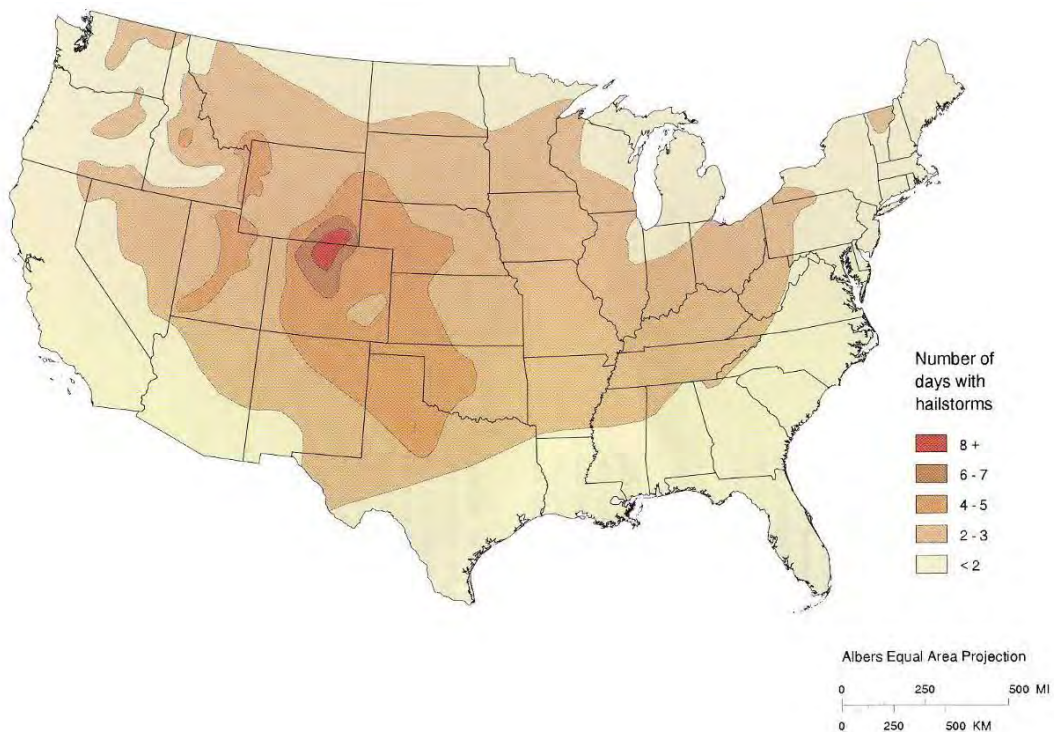 Number of
days with
hailstorms
8 +
6 - 7
4 - 5
2 - 3
< 2
Albers Equal Area Projection
0 250 500 MI
0 250 500 KM